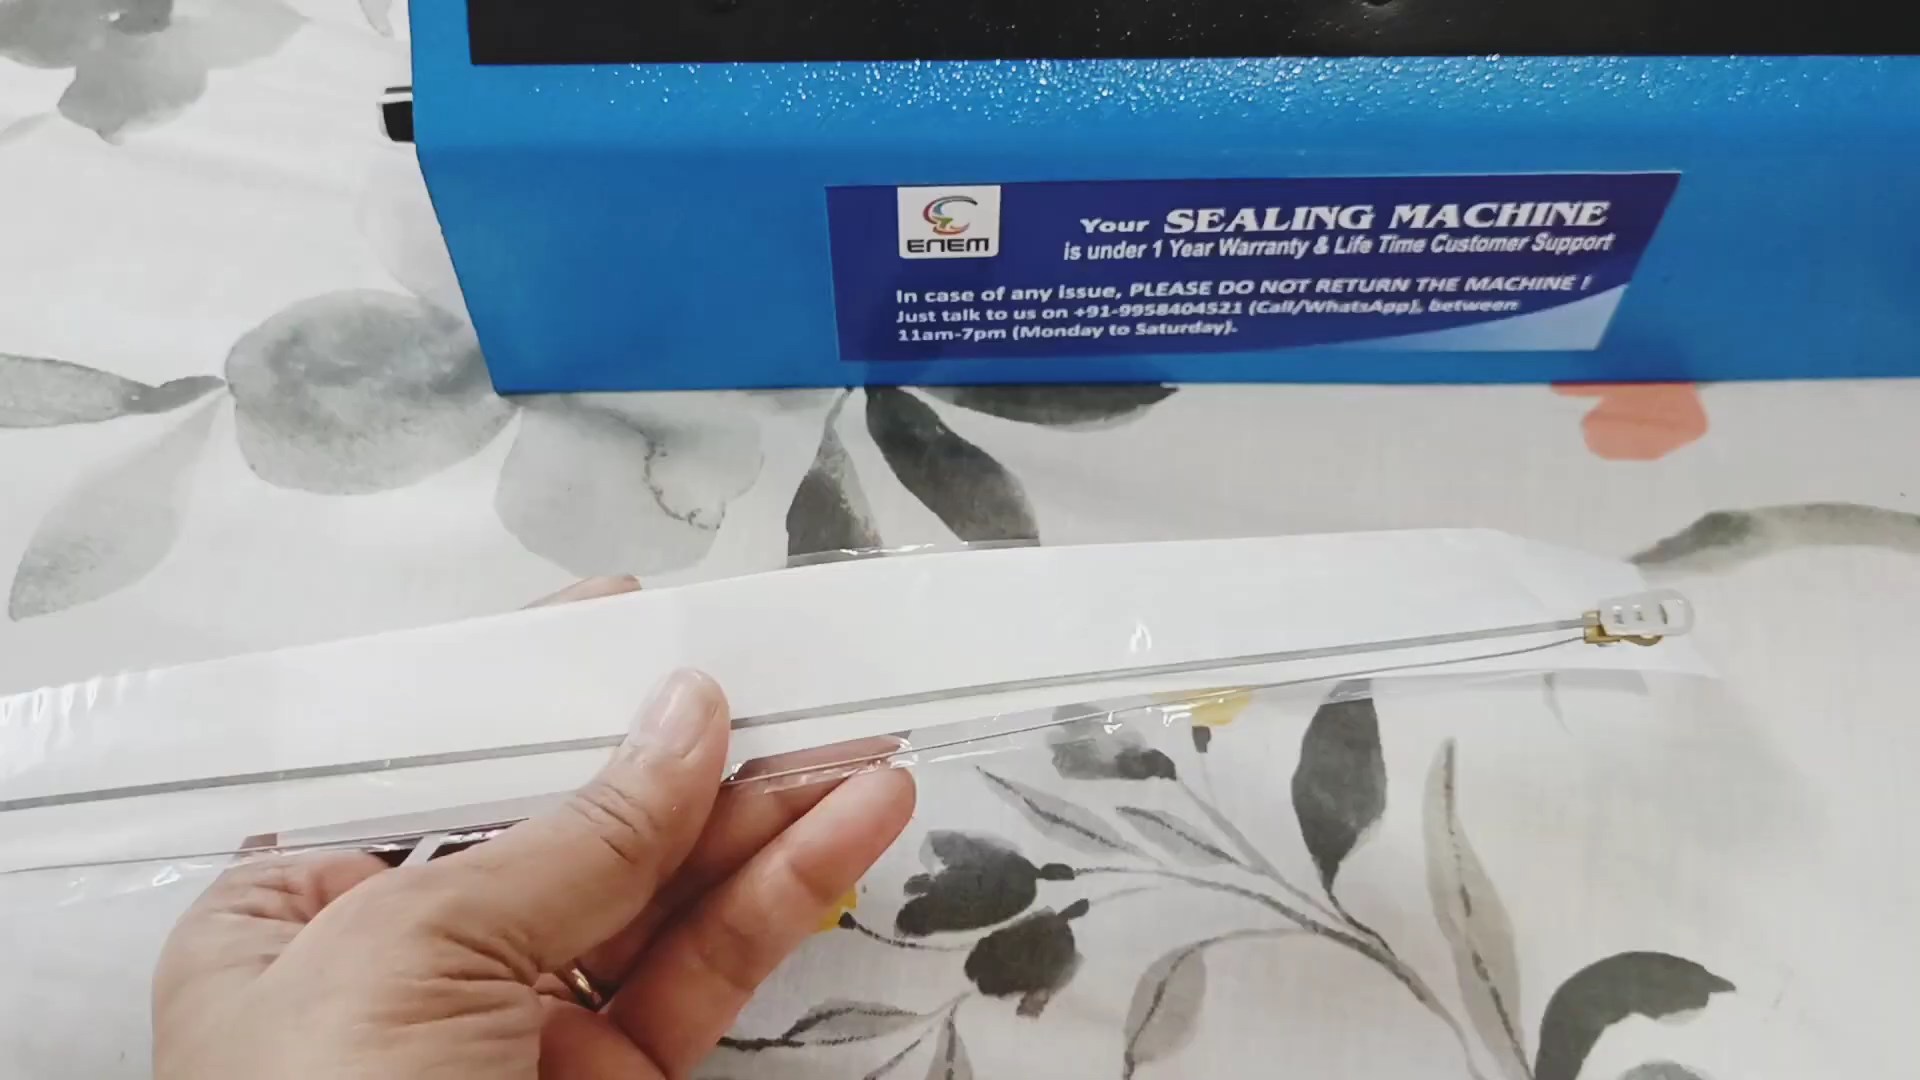 ENEM
Your SEALING MACHINE
is under 1 Year Warranty & Life Time Customer Support
In case of any issue, PLEASE DO NOT RETURN THE MACHINE !
Just talk to us on +91-9958404521 (Call/WhatsApp), between
11am-7pm (Monday to Saturday).